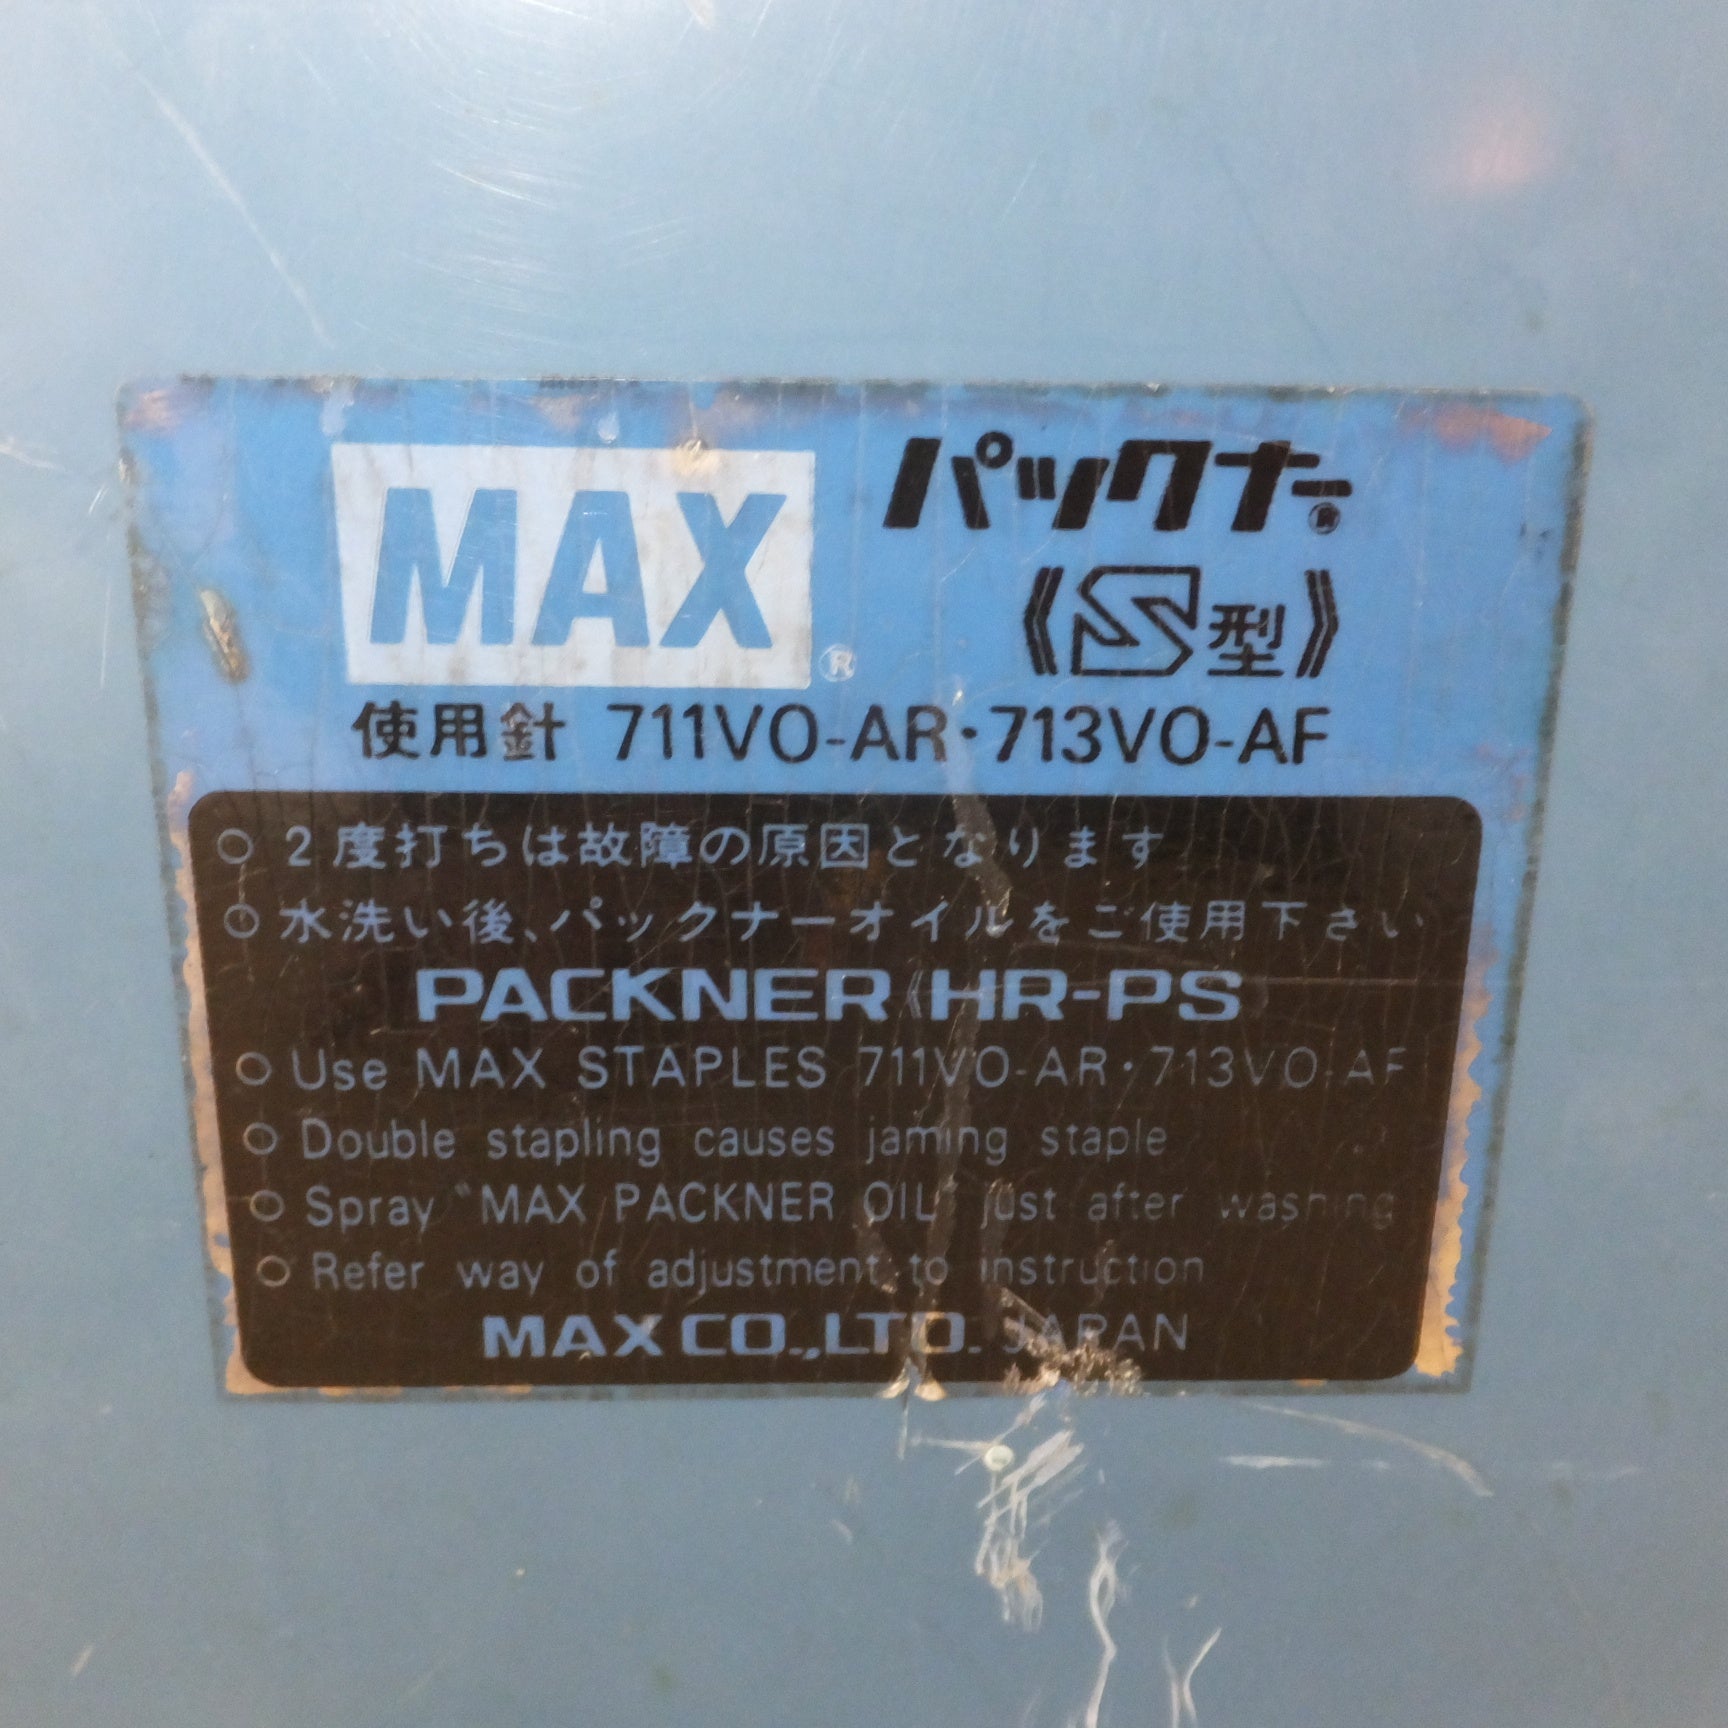 MAX® パックナー®
《S型》
使用針 711VO-AR・713VO-AF
○ 2度打ちは故障の原因となります
○ 水洗い後、パックナーオイルをご使用下さい
PACKNER《HR-PS
○ Use MAX STAPLES 711VO-AR・713VO-AF
○ Double stapling causes jaming staple
○ Spray "MAX PACKNER OIL" just after washing
○ Refer way of adjustment to instruction
MAX CO.,LTD. JAPAN